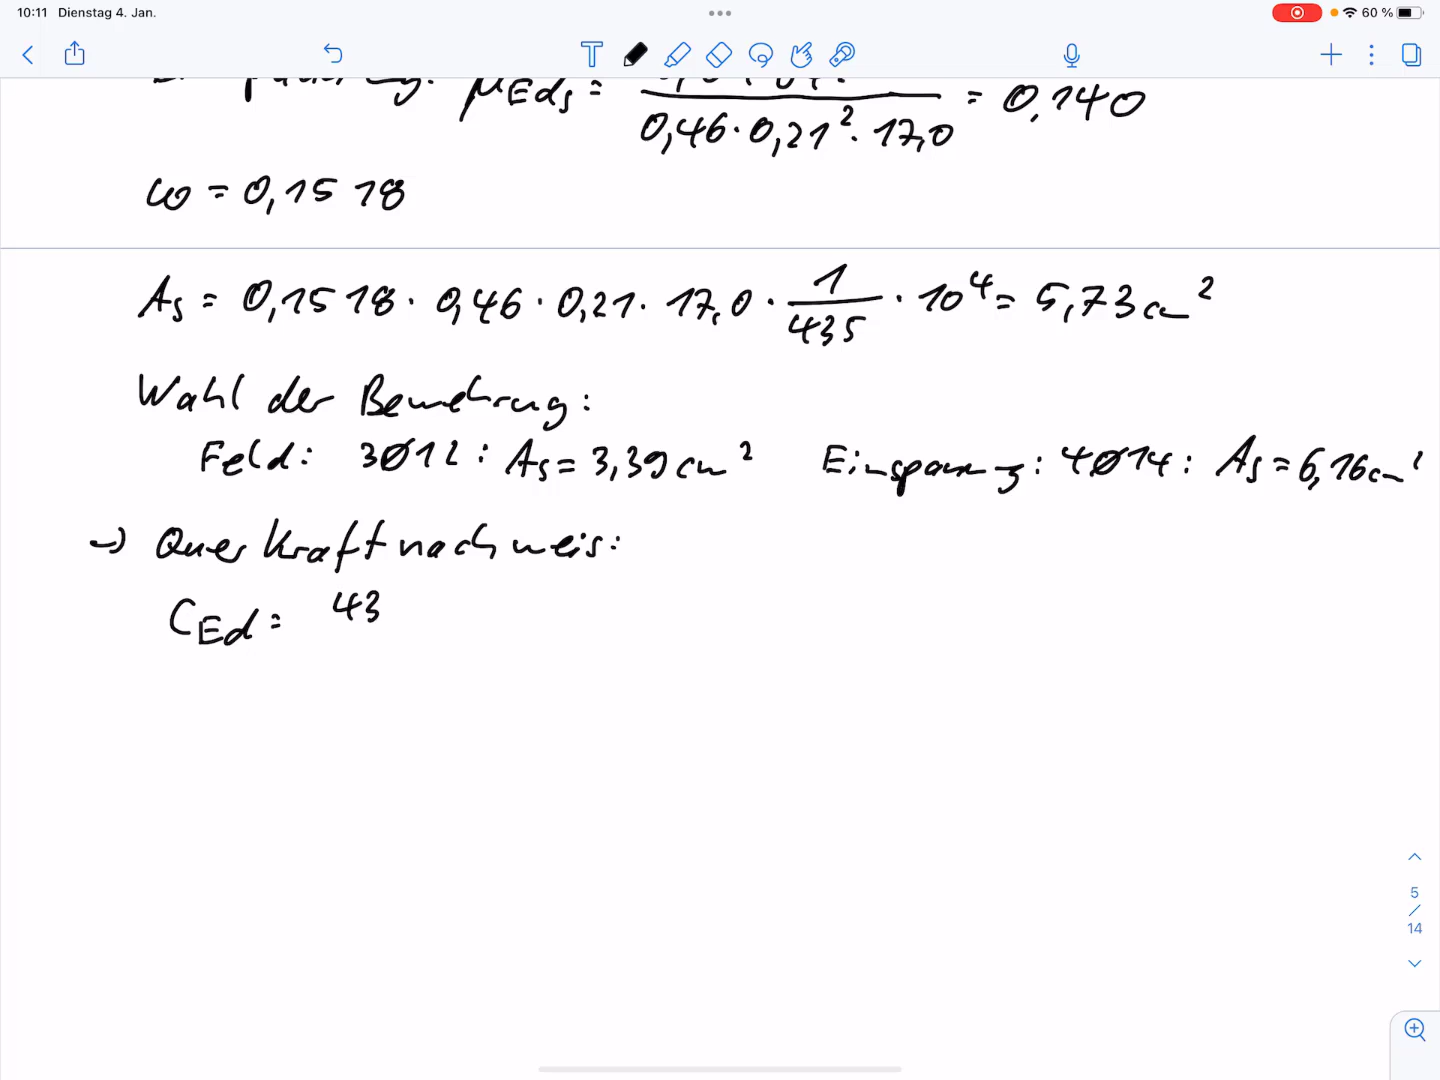 10:11 Dienstag 4. Jan. 60 %
μEds = = 0,140
0,46 · 0,21² · 17,0
ω = 0,1518
As = 0,1518 · 0,46 · 0,21 · 17,0 · 1/435 · 10⁴ = 5,73 cm²
Wahl der Bewehrung:
Feld: 3Ø12 : As = 3,39 cm² Einspannung: 4Ø14 : As = 6,16 cm²
→ Querkraftnachweis:
CEd = 43
5
/
14